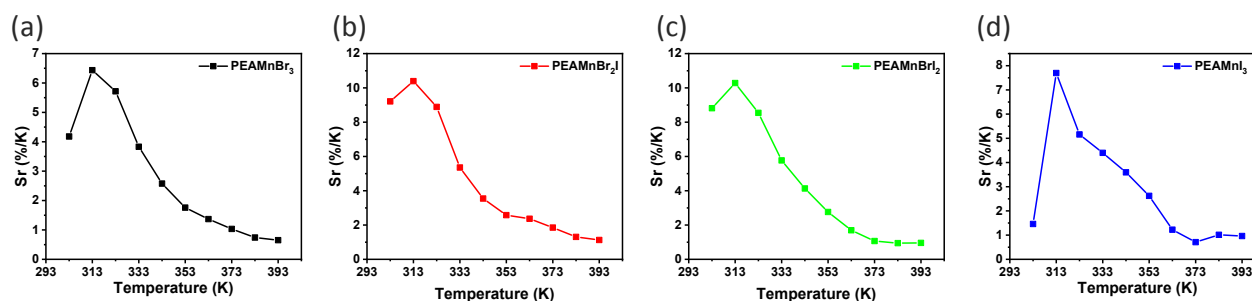 (a)
7
6
5
4
3
2
1
0
Sr (%/K)
PEAMnBr₃
293 313 333 353 373 393
Temperature (K)
(b)
12
10
8
6
4
2
0
Sr (%/K)
PEAMnBr₂I
293 313 333 353 373 393
Temperature (K)
(c)
12
10
8
6
4
2
0
Sr (%/K)
PEAMnBrI₂
293 313 333 353 373 393
Temperature (K)
(d)
8
7
6
5
4
3
2
1
0
Sr (%/K)
PEAMnI₃
293 313 333 353 373 393
Temperature (K)